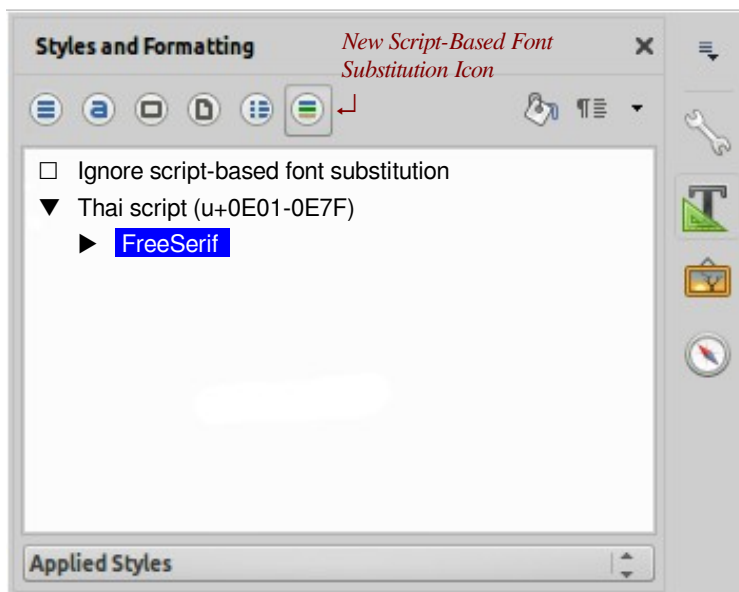 Styles and Formatting
New Script-Based Font
Substitution Icon
Ignore script-based font substitution
Thai script (u+0E01-0E7F)
FreeSerif
Applied Styles